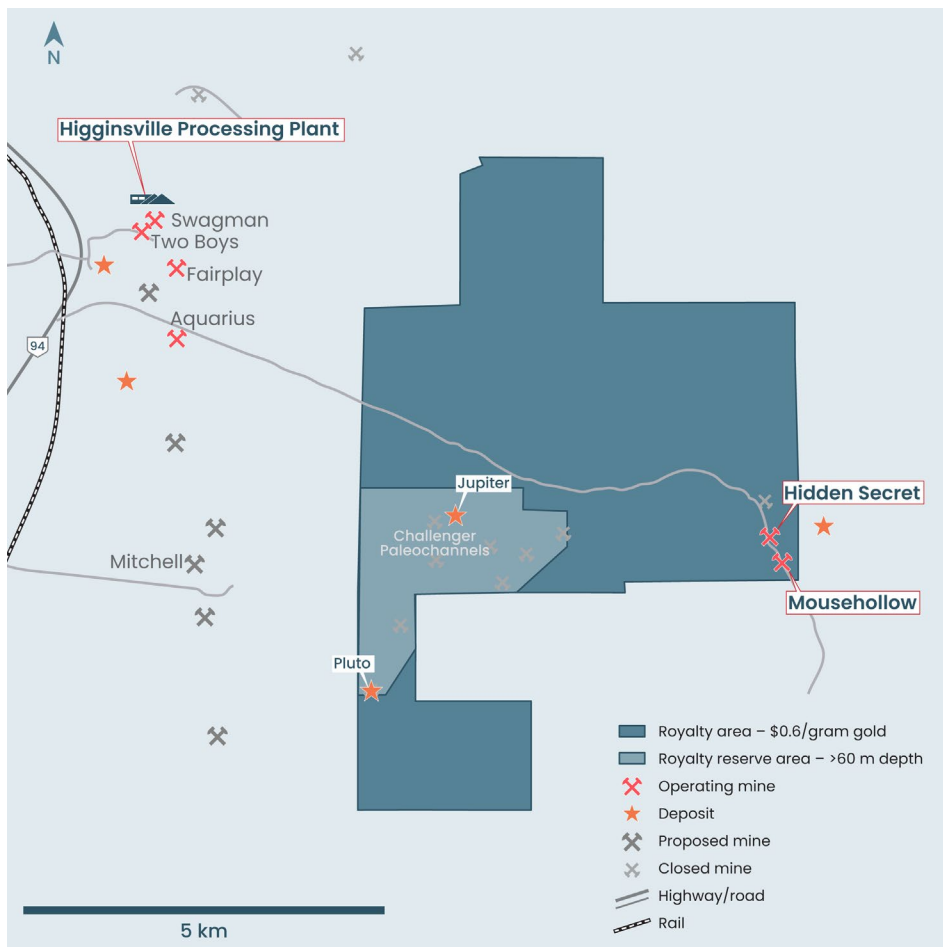 N
Higginsville Processing Plant
Swagman
Two Boys
Fairplay
Aquarius
94
Jupiter
Hidden Secret
Challenger
Paleochannels
Mitchell
Mousehollow
Pluto
Royalty area – $0.6/gram gold
Royalty reserve area – >60 m depth
Operating mine
Deposit
Proposed mine
Closed mine
Highway/road
Rail
5 km